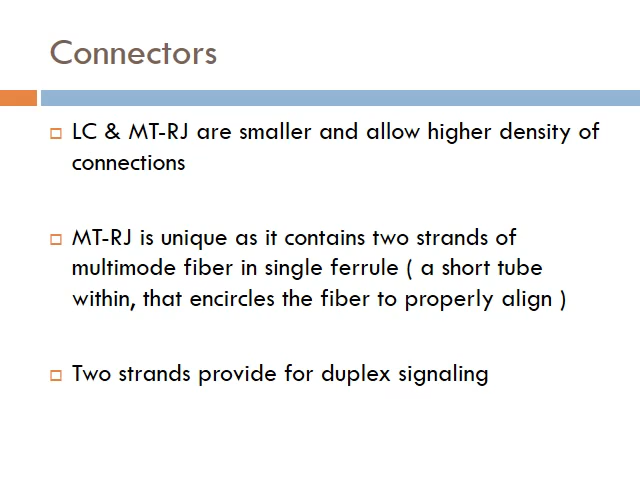 Connectors
LC & MT-RJ are smaller and allow higher density of
connections
MT-RJ is unique as it contains two strands of
multimode fiber in single ferrule ( a short tube
within, that encircles the fiber to properly align )
Two strands provide for duplex signaling